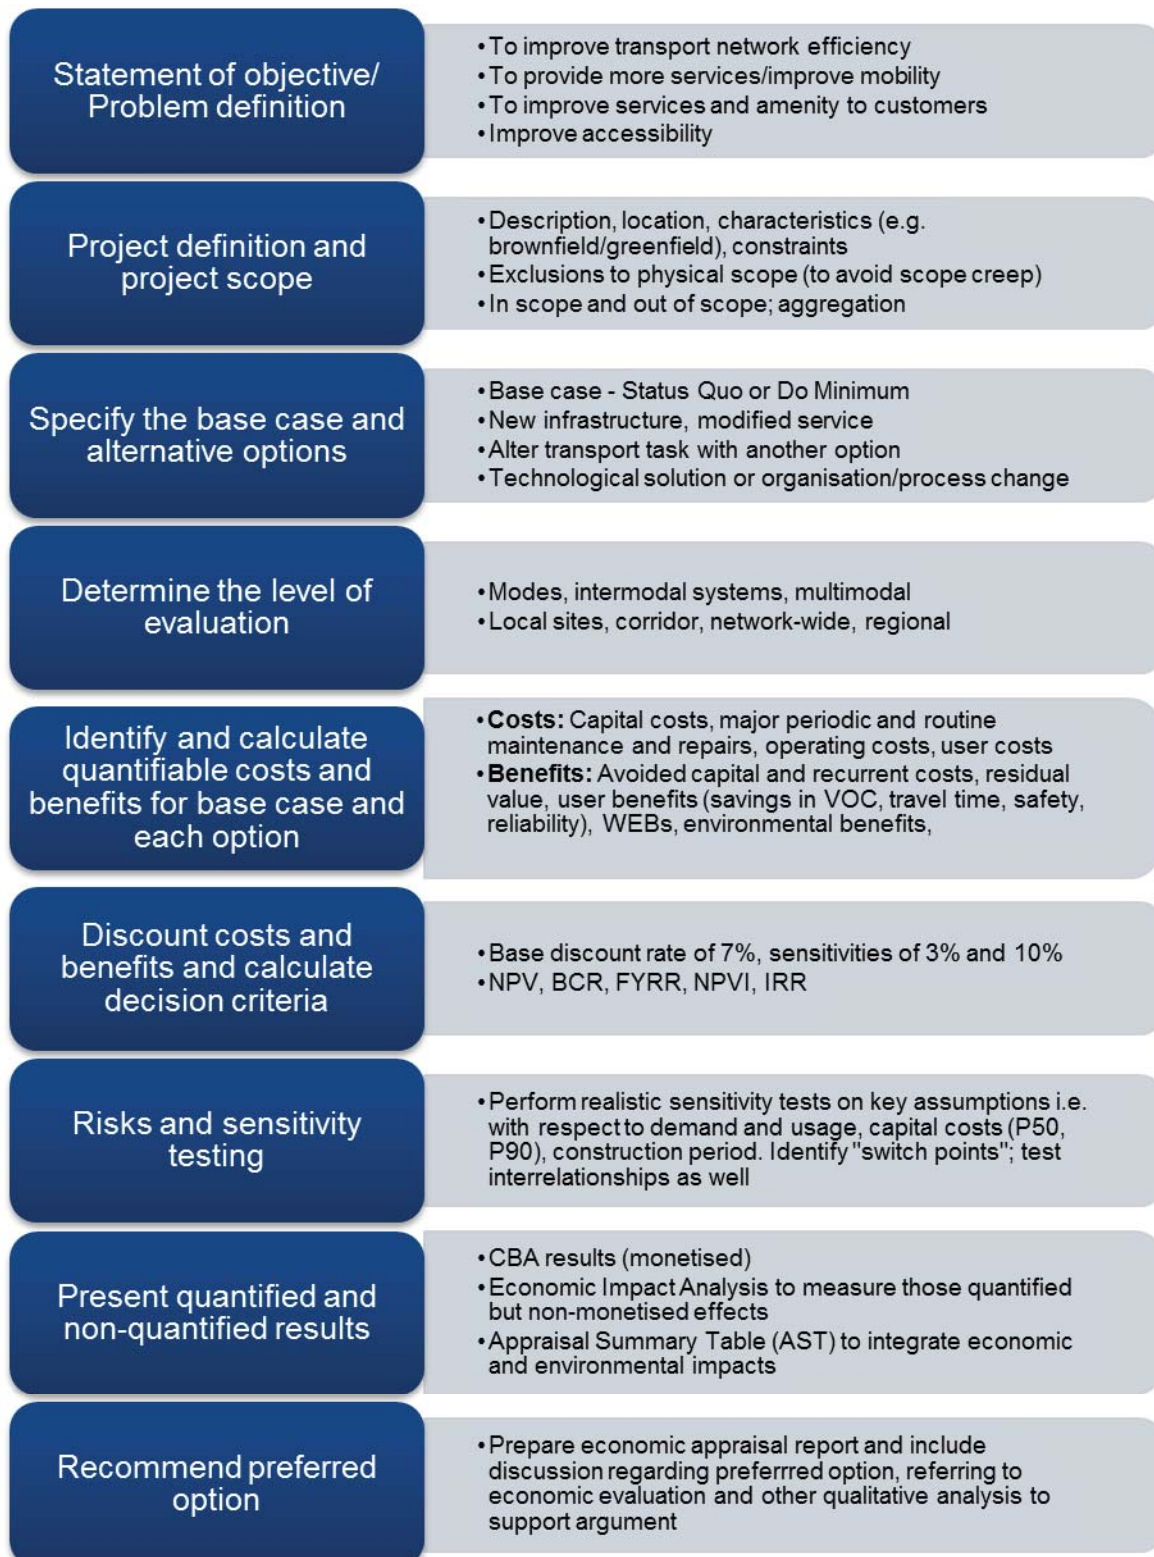 Statement of objective/
Problem definition
•To improve transport network efficiency
•To provide more services/improve mobility
•To improve services and amenity to customers
•Improve accessibility
Project definition and
project scope
•Description, location, characteristics (e.g.
brownfield/greenfield), constraints
•Exclusions to physical scope (to avoid scope creep)
•In scope and out of scope; aggregation
Specify the base case and
alternative options
•Base case - Status Quo or Do Minimum
•New infrastructure, modified service
•Alter transport task with another option
•Technological solution or organisation/process change
Determine the level of
evaluation
•Modes, intermodal systems, multimodal
•Local sites, corridor, network-wide, regional
Identify and calculate
quantifiable costs and
benefits for base case and
each option
•Costs: Capital costs, major periodic and routine
maintenance and repairs, operating costs, user costs
•Benefits: Avoided capital and recurrent costs, residual
value, user benefits (savings in VOC, travel time, safety,
reliability), WEBs, environmental benefits,
Discount costs and
benefits and calculate
decision criteria
•Base discount rate of 7%, sensitivities of 3% and 10%
•NPV, BCR, FYRR, NPVI, IRR
Risks and sensitivity
testing
•Perform realistic sensitivity tests on key assumptions i.e.
with respect to demand and usage, capital costs (P50,
P90), construction period. Identify "switch points"; test
interrelationships as well
Present quantified and
non-quantified results
•CBA results (monetised)
•Economic Impact Analysis to measure those quantified
but non-monetised effects
•Appraisal Summary Table (AST) to integrate economic
and environmental impacts
Recommend preferred
option
•Prepare economic appraisal report and include
discussion regarding preferrred option, referring to
economic evaluation and other qualitative analysis to
support argument